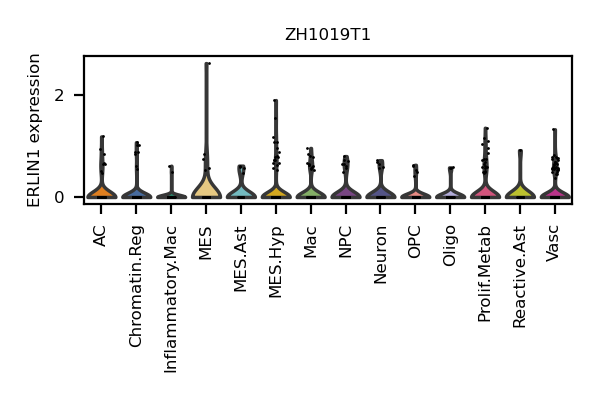 ZH1019T1
ERLIN1 expression
2
0
AC
Chromatin.Reg
Inflammatory.Mac
MES
MES.Ast
MES.Hyp
Mac
NPC
Neuron
OPC
Oligo
Prolif.Metab
Reactive.Ast
Vasc